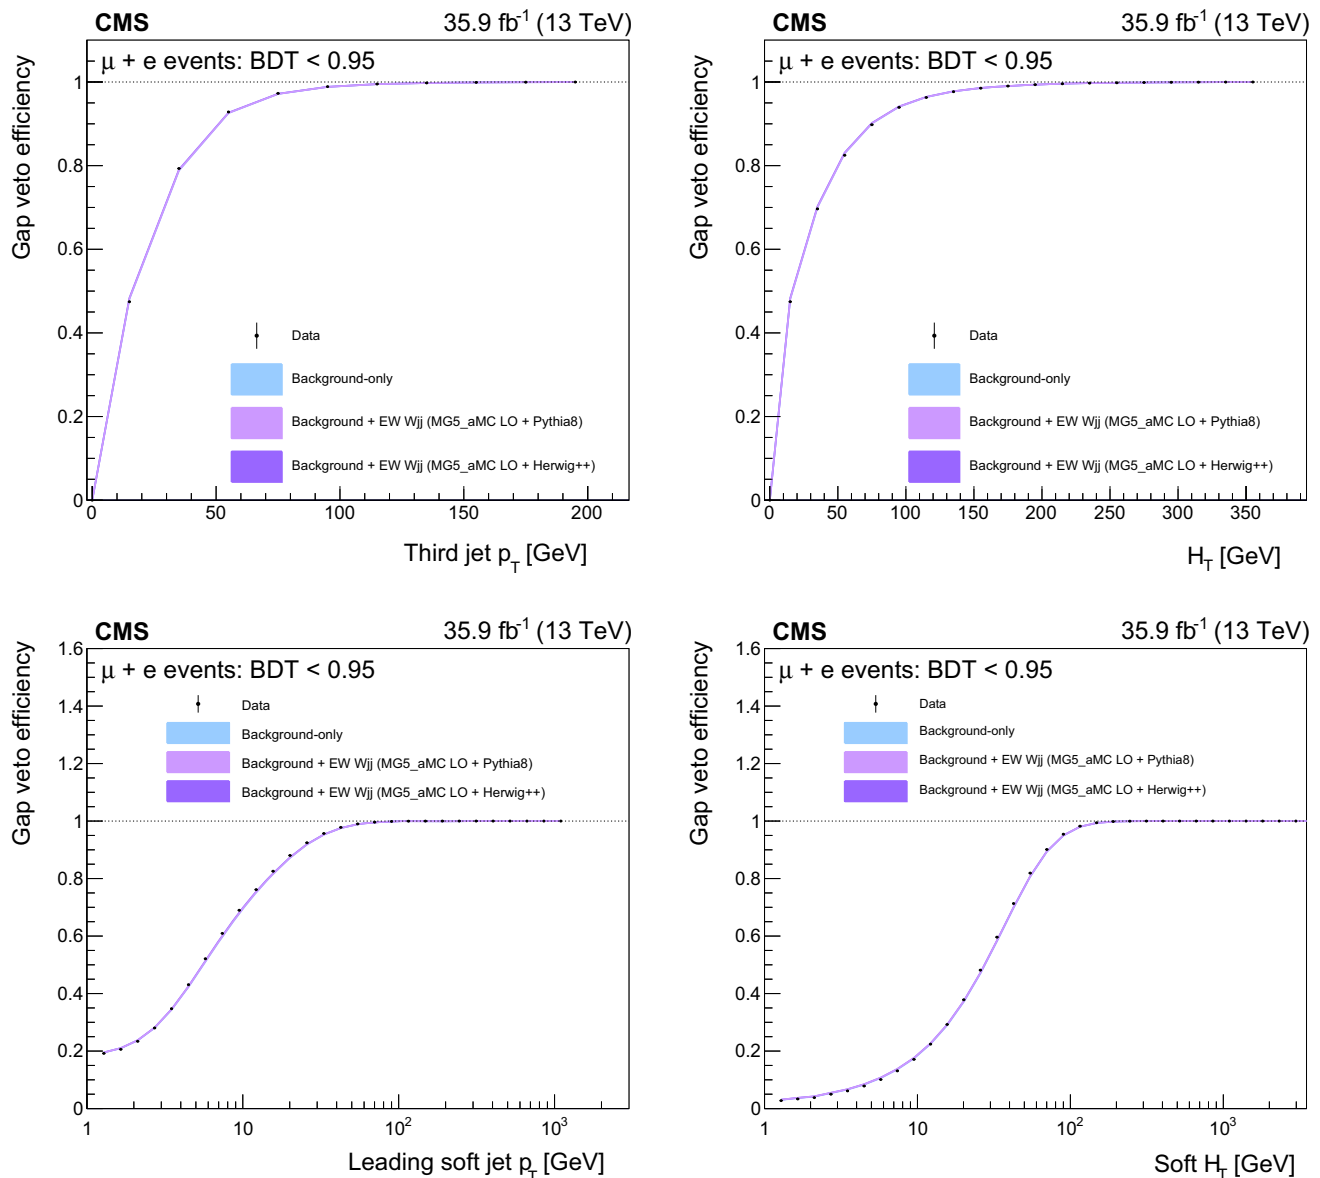 CMS 35.9 fb⁻¹ (13 TeV)
μ + e events: BDT < 0.95
Gap veto efficiency
1
0.8
0.6
0.4
0.2
0
Data
Background-only
Background + EW Wjj (MG5_aMC LO + Pythia8)
Background + EW Wjj (MG5_aMC LO + Herwig++)
0 50 100 150 200
Third jet p_T [GeV]
CMS 35.9 fb⁻¹ (13 TeV)
μ + e events: BDT < 0.95
Gap veto efficiency
1
0.8
0.6
0.4
0.2
0
Data
Background-only
Background + EW Wjj (MG5_aMC LO + Pythia8)
Background + EW Wjj (MG5_aMC LO + Herwig++)
0 50 100 150 200 250 300 350
H_T [GeV]
CMS 35.9 fb⁻¹ (13 TeV)
μ + e events: BDT < 0.95
Gap veto efficiency
1.6
1.4
1.2
1
0.8
0.6
0.4
0.2
0
Data
Background-only
Background + EW Wjj (MG5_aMC LO + Pythia8)
Background + EW Wjj (MG5_aMC LO + Herwig++)
1 10 10² 10³
Leading soft jet p_T [GeV]
CMS 35.9 fb⁻¹ (13 TeV)
μ + e events: BDT < 0.95
Gap veto efficiency
1.6
1.4
1.2
1
0.8
0.6
0.4
0.2
0
Data
Background-only
Background + EW Wjj (MG5_aMC LO + Pythia8)
Background + EW Wjj (MG5_aMC LO + Herwig++)
1 10 10² 10³
Soft H_T [GeV]